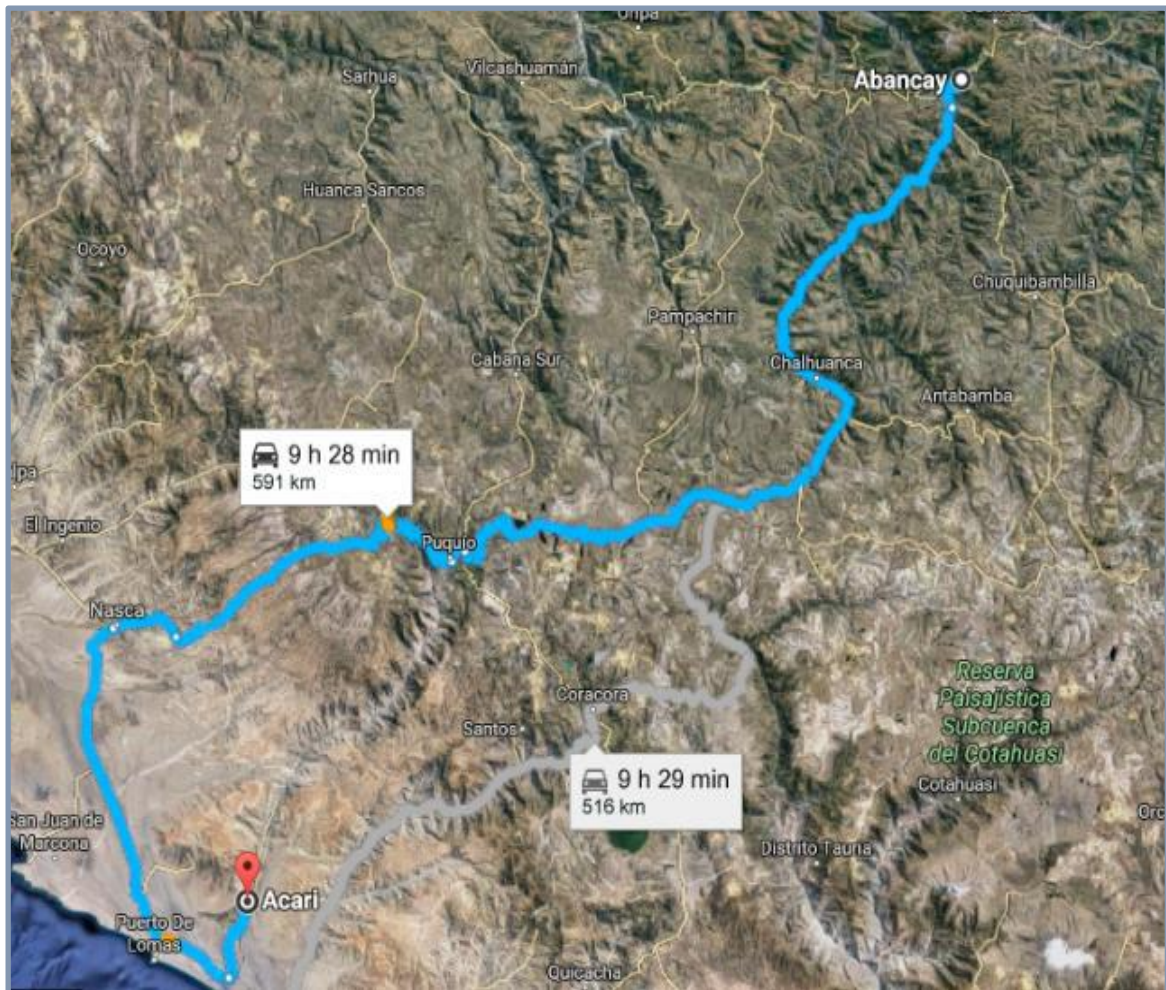 Sarhua
Vilcashuamán
Abancay
Huanca Sancos
Ocoyo
Chuquibambilla
Pampachiri
Cabana Sur
Chalhuanca
Antabamba
9 h 28 min
591 km
El Ingenio
Puquio
Nasca
Reserva
Paisajística
Subcuenca
del Cotahuasi
Coracora
Santos
9 h 29 min
516 km
Cotahuasi
San Juan de
Marcona
Distrito Tauria
Acari
Puerto De
Lomas
Quicacha